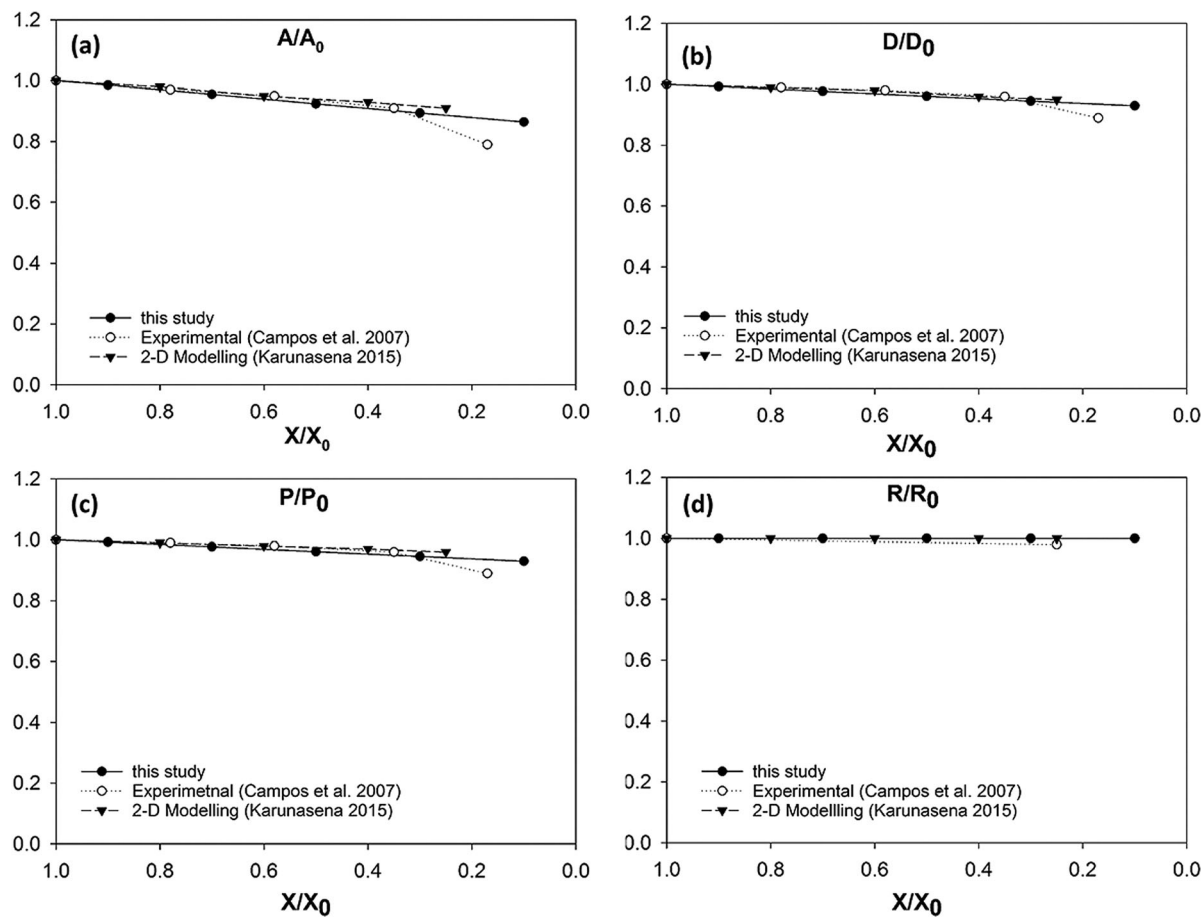 (a)
A/A₀
1.2
1.0
0.8
0.6
0.4
0.2
0.0
this study
Experimental (Campos et al. 2007)
2-D Modelling (Karunasena 2015)
1.0 0.8 0.6 0.4 0.2 0.0
X/X₀
(b)
D/D₀
1.2
1.0
0.8
0.6
0.4
0.2
0.0
this study
Experimental (Campos et al. 2007)
2-D Modelling (Karunasena 2015)
1.0 0.8 0.6 0.4 0.2 0.0
X/X₀
(c)
P/P₀
1.2
1.0
0.8
0.6
0.4
0.2
0.0
this study
Experimetnal (Campos et al. 2007)
2-D Modelling (Karunasena 2015)
1.0 0.8 0.6 0.4 0.2 0.0
X/X₀
(d)
R/R₀
1.2
1.0
0.8
0.6
0.4
0.2
0.0
this study
Experimental (Campos et al. 2007)
2-D Modellling (Karunasena 2015)
1.0 0.8 0.6 0.4 0.2 0.0
X/X₀